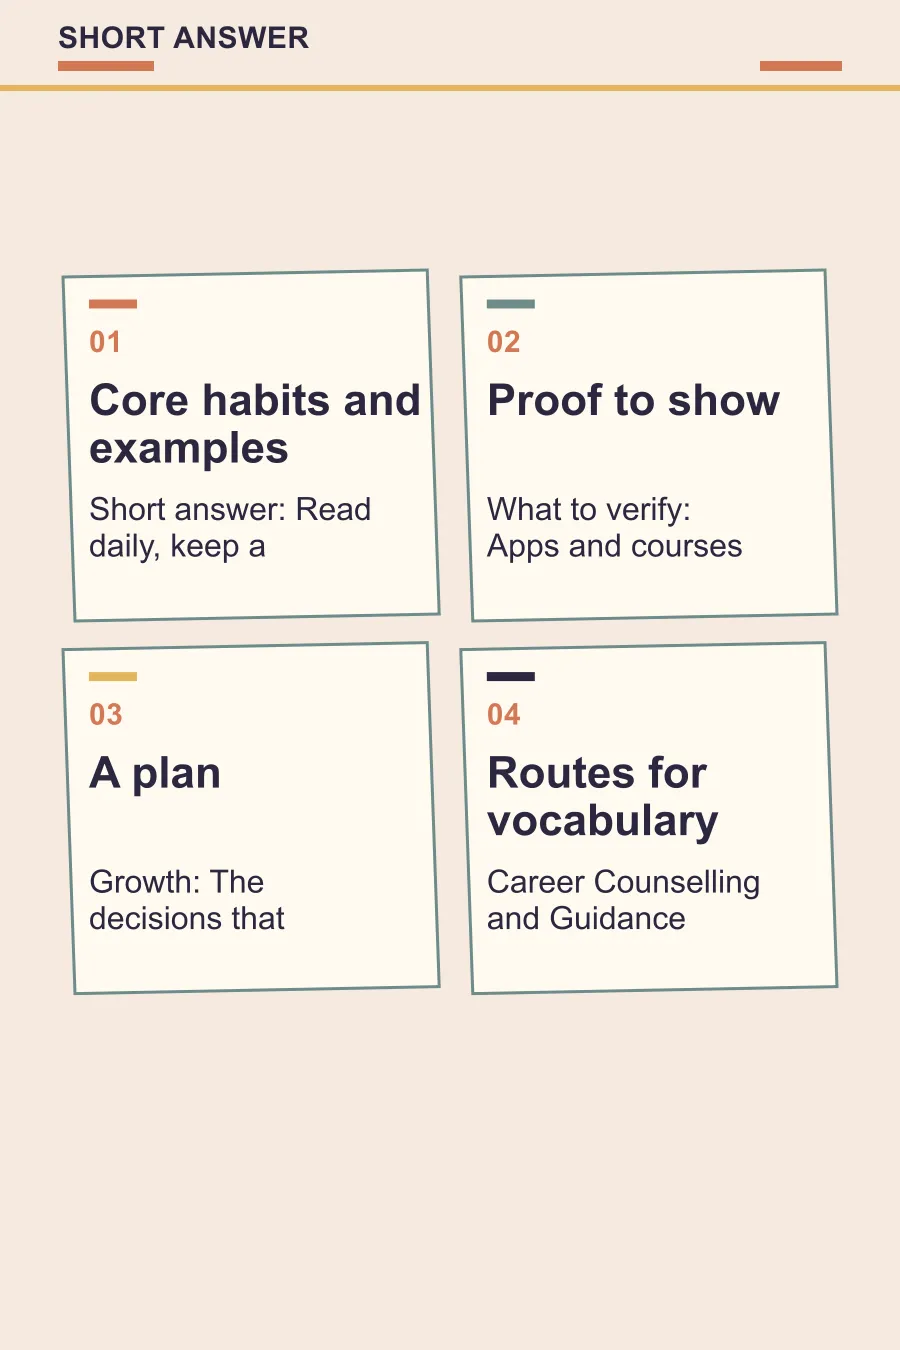 SHORT ANSWER
01
Core habits and
examples
Short answer: Read
daily, keep a
02
Proof to show
What to verify:
Apps and courses
03
A plan
Growth: The
decisions that
04
Routes for
vocabulary
Career Counselling
and Guidance